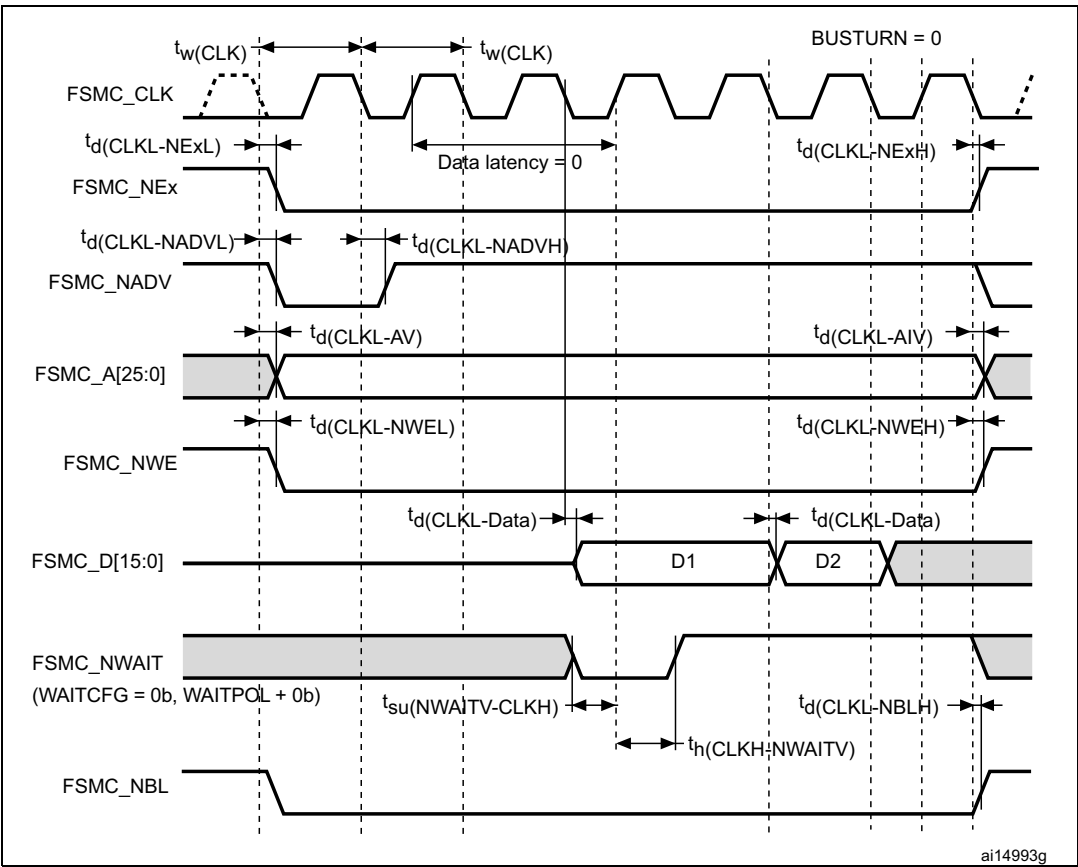 BUSTURN = 0
tw(CLK) tw(CLK)
FSMC_CLK
td(CLKL-NExL) Data latency = 0 td(CLKL-NExH)
FSMC_NEx
td(CLKL-NADVL) td(CLKL-NADVH)
FSMC_NADV
td(CLKL-AV) td(CLKL-AIV)
FSMC_A[25:0]
td(CLKL-NWEL) td(CLKL-NWEH)
FSMC_NWE
td(CLKL-Data) td(CLKL-Data)
FSMC_D[15:0] D1 D2
FSMC_NWAIT
(WAITCFG = 0b, WAITPOL + 0b)
tsu(NWAITV-CLKH) td(CLKL-NBLH)
th(CLKH-NWAITV)
FSMC_NBL
ai14993g